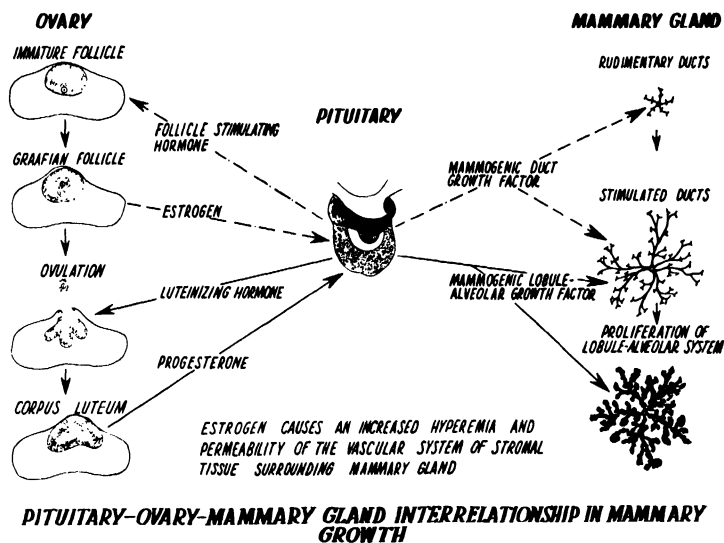 OVARY
IMMATURE FOLLICLE
GRAAFIAN FOLLICLE
OVULATION
CORPUS LUTEUM
FOLLICLE STIMULATING
HORMONE
ESTROGEN
LUTEINIZING HORMONE
PROGESTERONE
PITUITARY
MAMMARY GLAND
RUDIMENTARY DUCTS
MAMMOGENIC DUCT
GROWTH FACTOR
STIMULATED DUCTS
MAMMOGENIC LOBULE-
ALVEOLAR GROWTH FACTOR
PROLIFERATION OF
LOBULE-ALVEOLAR SYSTEM
ESTROGEN CAUSES AN INCREASED HYPEREMIA AND
PERMEABILITY OF THE VASCULAR SYSTEM OF STROMAL
TISSUE SURROUNDING MAMMARY GLAND
PITUITARY-OVARY-MAMMARY GLAND INTERRELATIONSHIP IN MAMMARY
GROWTH